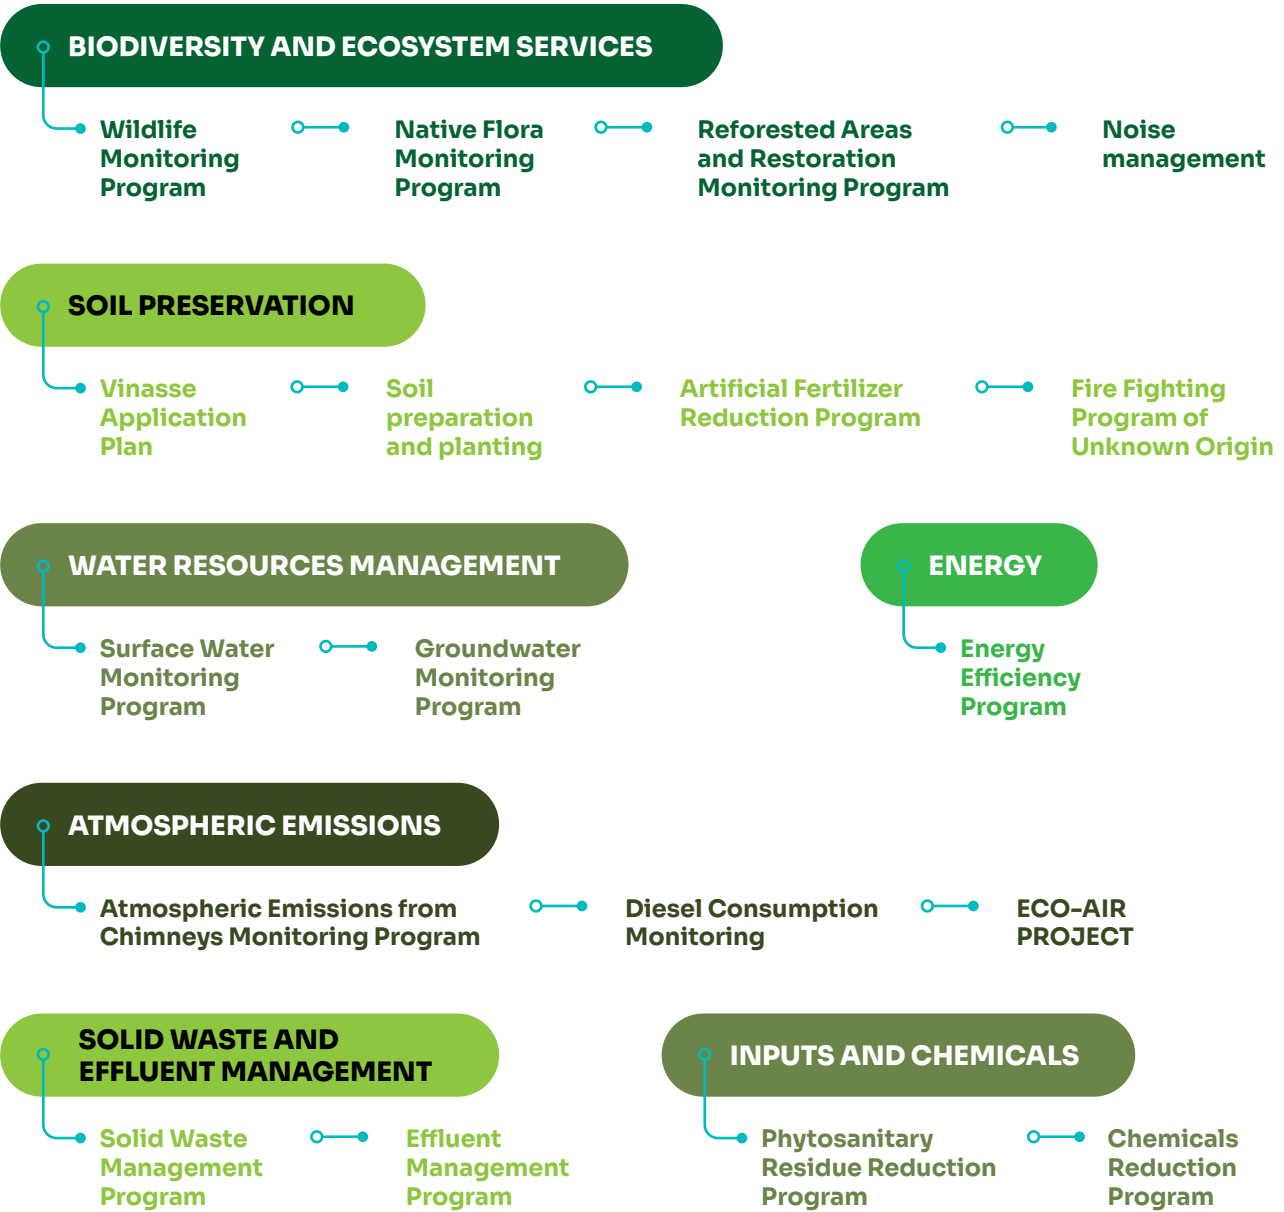 BIODIVERSITY AND ECOSYSTEM SERVICES
Wildlife
Monitoring
Program
Native Flora
Monitoring
Program
Reforested Areas
and Restoration
Monitoring Program
Noise
management
SOIL PRESERVATION
Vinasse
Application
Plan
Soil
preparation
and planting
Artificial Fertilizer
Reduction Program
Fire Fighting
Program of
Unknown Origin
WATER RESOURCES MANAGEMENT
Surface Water
Monitoring
Program
Groundwater
Monitoring
Program
ENERGY
Energy
Efficiency
Program
ATMOSPHERIC EMISSIONS
Atmospheric Emissions from
Chimneys Monitoring Program
Diesel Consumption
Monitoring
ECO-AIR
PROJECT
SOLID WASTE AND
EFFLUENT MANAGEMENT
Solid Waste
Management
Program
Effluent
Management
Program
INPUTS AND CHEMICALS
Phytosanitary
Residue Reduction
Program
Chemicals
Reduction
Program